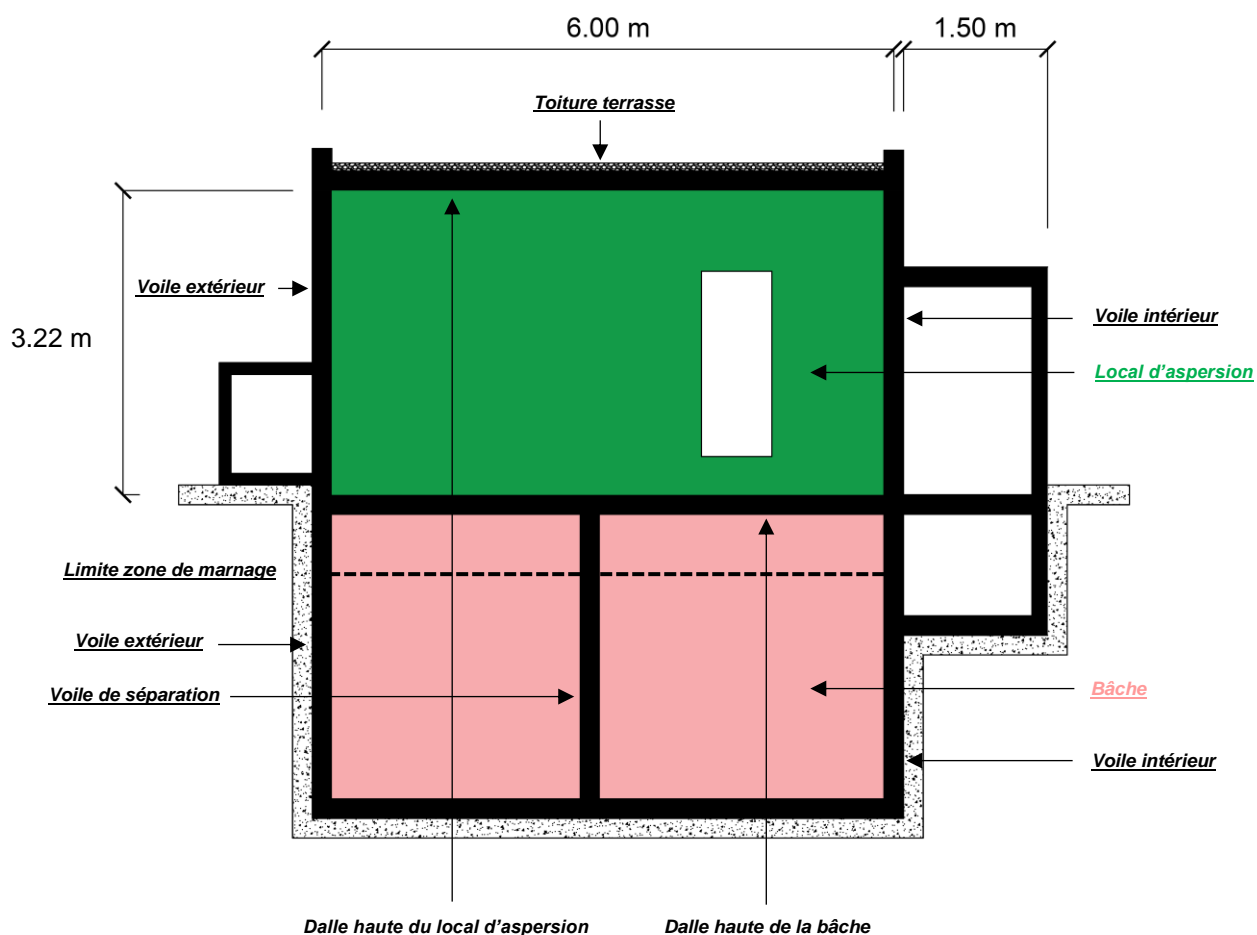 6.00 m
1.50 m
Toiture terrasse
Voile extérieur
Voile intérieur
3.22 m
Local d’aspersion
Limite zone de marnage
Voile extérieur
Voile de séparation
Bâche
Voile intérieur
Dalle haute du local d’aspersion
Dalle haute de la bâche